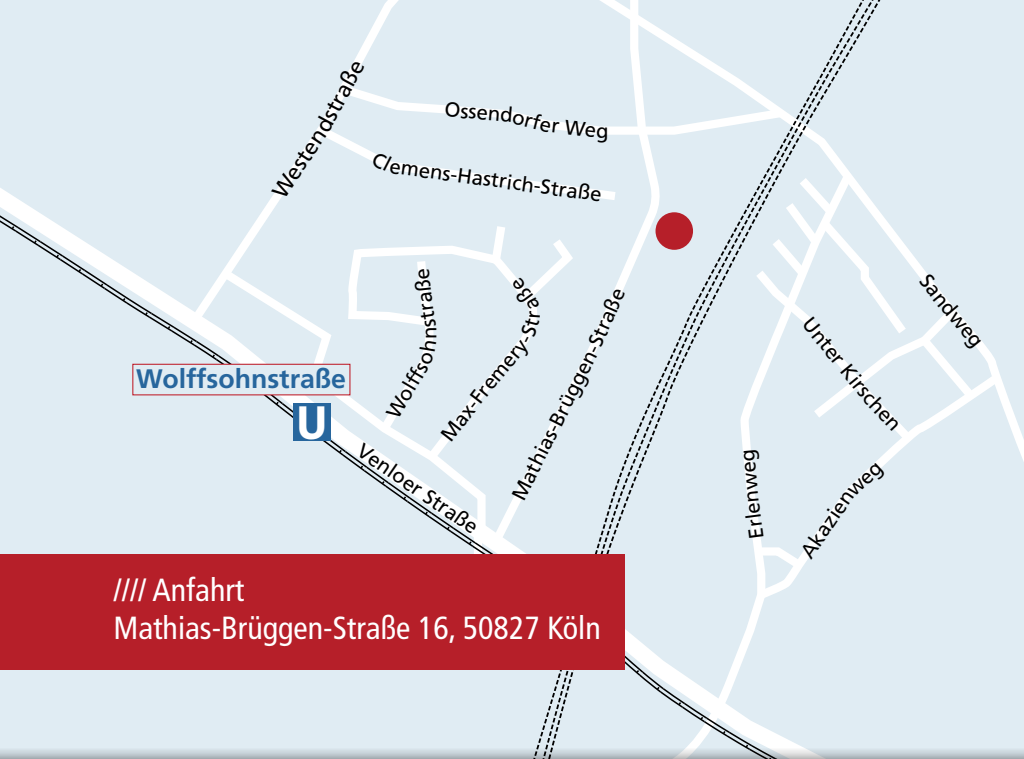 Westendstraße
Ossendorfer Weg
Clemens-Hastrich-Straße
Wolffsohnstraße
Max-Fremery-Straße
Mathias-Brüggen-Straße
Sandweg
Unter Kirschen
Wolffsohnstraße
U
Venloer Straße
Erlenweg
Akazienweg
//// Anfahrt
Mathias-Brüggen-Straße 16, 50827 Köln